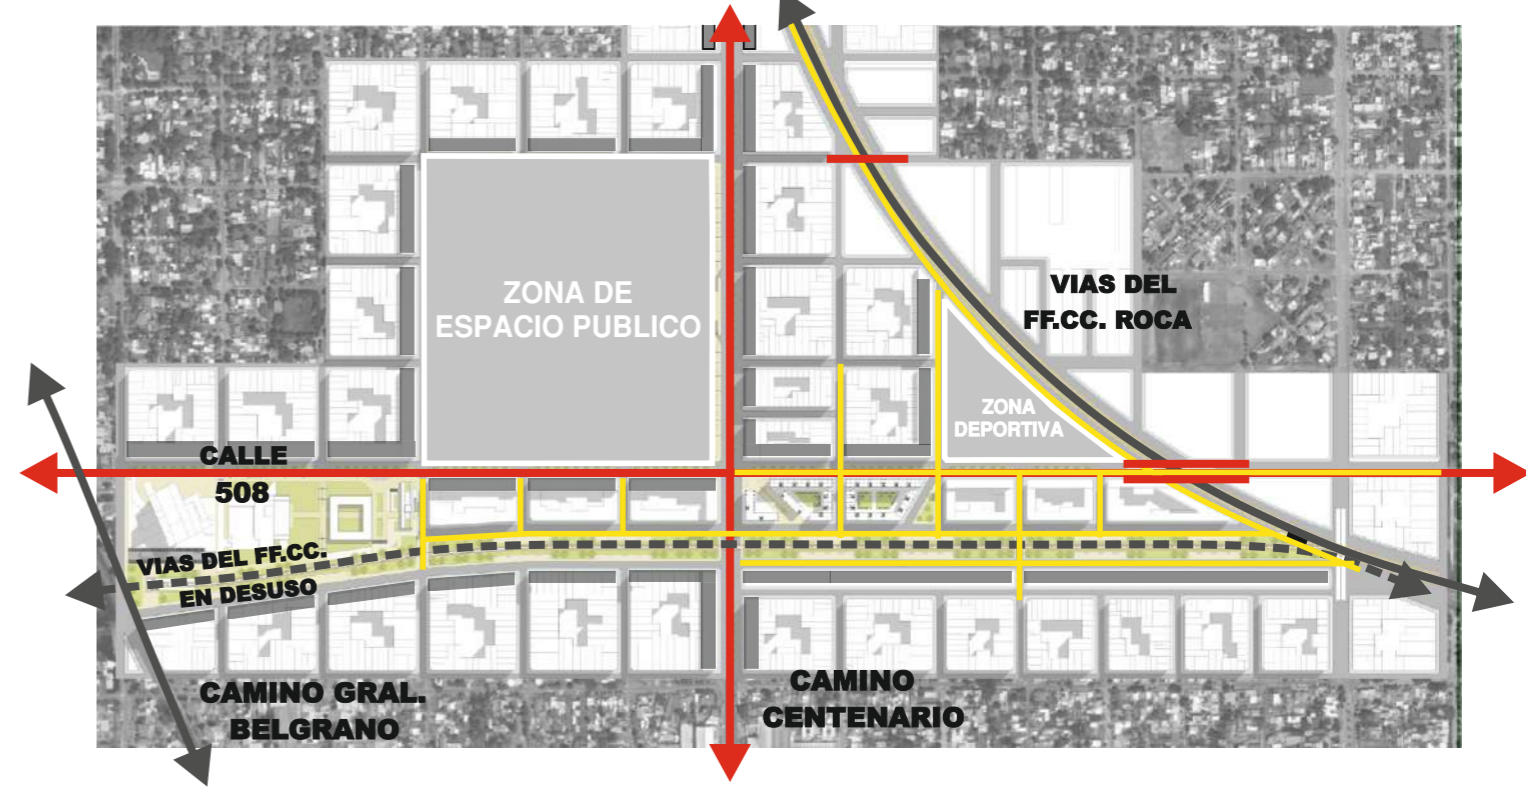 ZONA DE
ESPACIO PUBLICO
VIAS DEL
FF.CC. ROCA
ZONA
DEPORTIVA
CALLE
508
VIAS DEL FF.CC.
EN DESUSO
CAMINO GRAL.
BELGRANO
CAMINO
CENTENARIO